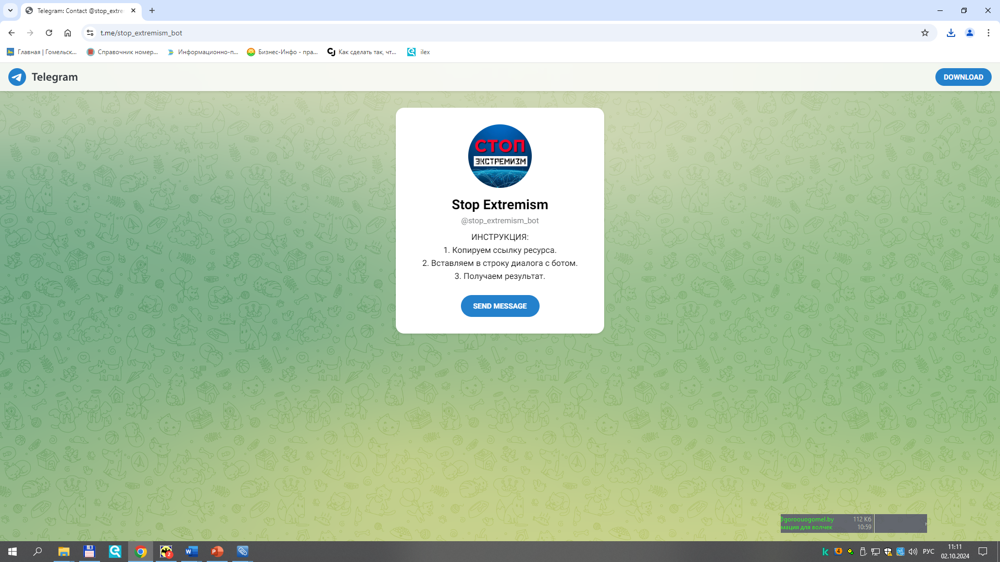 Telegram: Contact @stop_extre
t.me/stop_extremism_bot
Главная | Гомельск...
Справочник номер...
Информационно-п...
Бизнес-Инфо - пра...
Как сделать так, чт...
ilex
Telegram
DOWNLOAD
СТОП
ЭКСТРЕМИЗМ
Stop Extremism
@stop_extremism_bot
ИНСТРУКЦИЯ:
1. Копируем ссылку ресурса.
2. Вставляем в строку диалога с ботом.
3. Получаем результат.
SEND MESSAGE
@goroouogomel.by 112 Кб
мация для волчек 10:59
2
4
РУС
11:11
02.10.2024